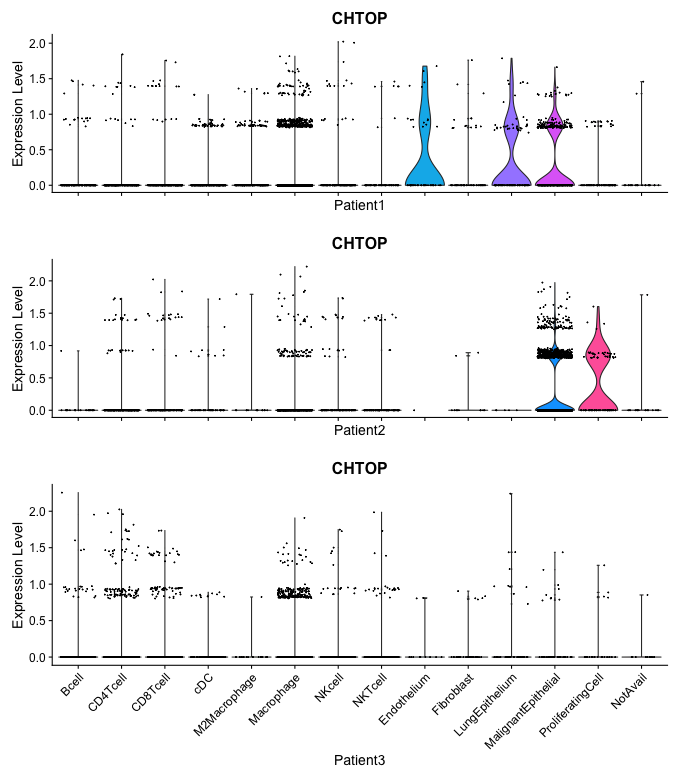 CHTOP
Expression Level
2.0
1.5
1.0
0.5
0.0
Patient1
CHTOP
Expression Level
2.0
1.5
1.0
0.5
0.0
Patient2
CHTOP
Expression Level
2.0
1.5
1.0
0.5
0.0
Bcell
CD4Tcell
CD8Tcell
cDC
M2Macrophage
Macrophage
NKcell
NKTcell
Endothelium
Fibroblast
LungEpithelium
MalignantEpithelial
ProliferatingCell
NotAvail
Patient3